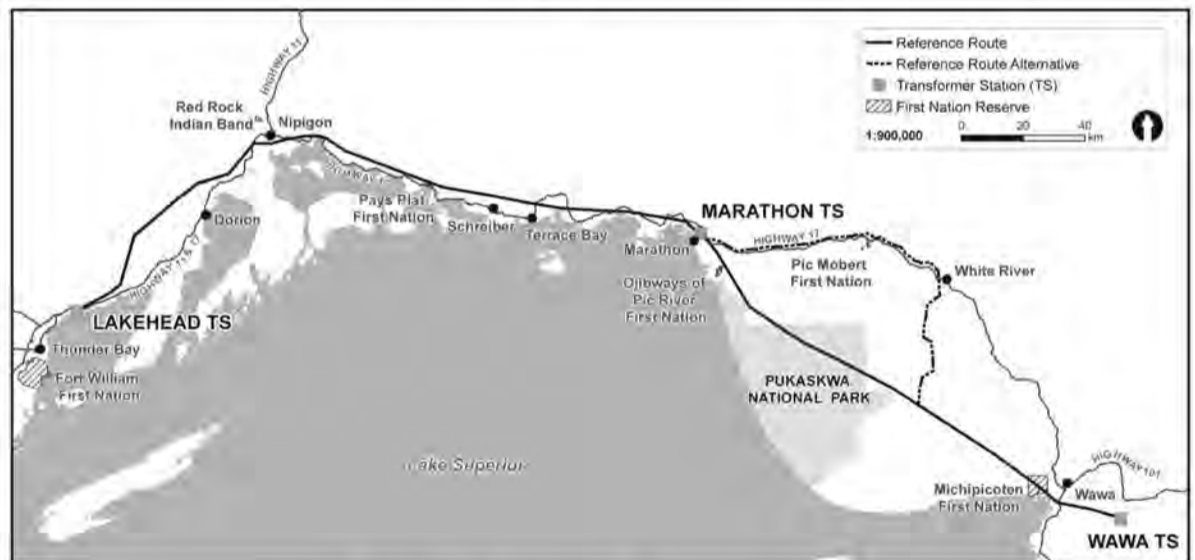 Reference Route
Reference Route Alternative
Transformer Station (TS)
First Nation Reserve
1:900,000
0 20 40
km
HIGHWAY 11
Red Rock
Indian Band
Nipigon
HIGHWAY 17
Pays Plat
First Nation
Schreiber
Terrace Bay
Dorion
HIGHWAY 11 & 17
LAKEHEAD TS
Thunder Bay
Fort William
First Nation
MARATHON TS
Marathon
HIGHWAY 17
Ojibways of
Pic River
First Nation
Pic Mobert
First Nation
White River
PUKASKWA
NATIONAL PARK
Lake Superior
Michipicoten
First Nation
Wawa
HIGHWAY 101
WAWA TS